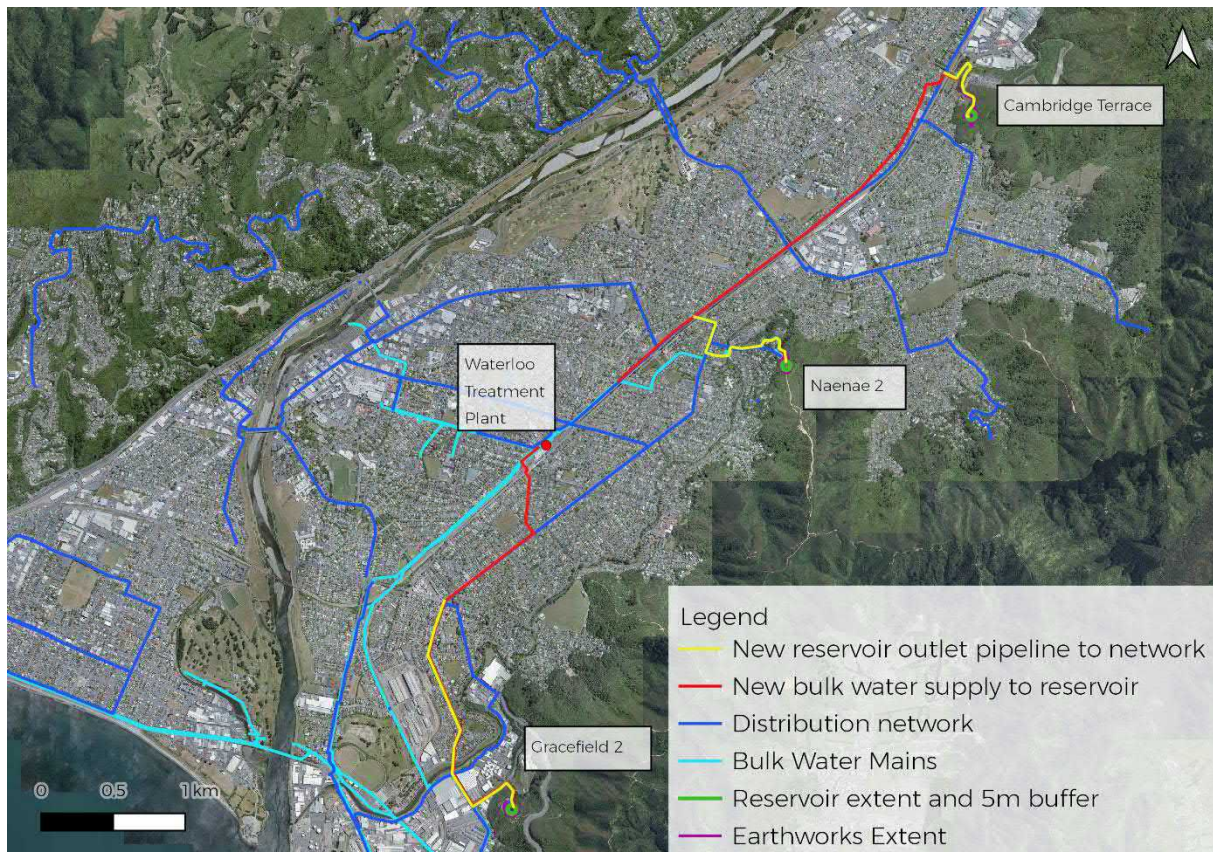 Cambridge Terrace
Waterloo
Treatment
Plant
Naenae 2
Gracefield 2
0 0.5 1 km
Legend
New reservoir outlet pipeline to network
New bulk water supply to reservoir
Distribution network
Bulk Water Mains
Reservoir extent and 5m buffer
Earthworks Extent